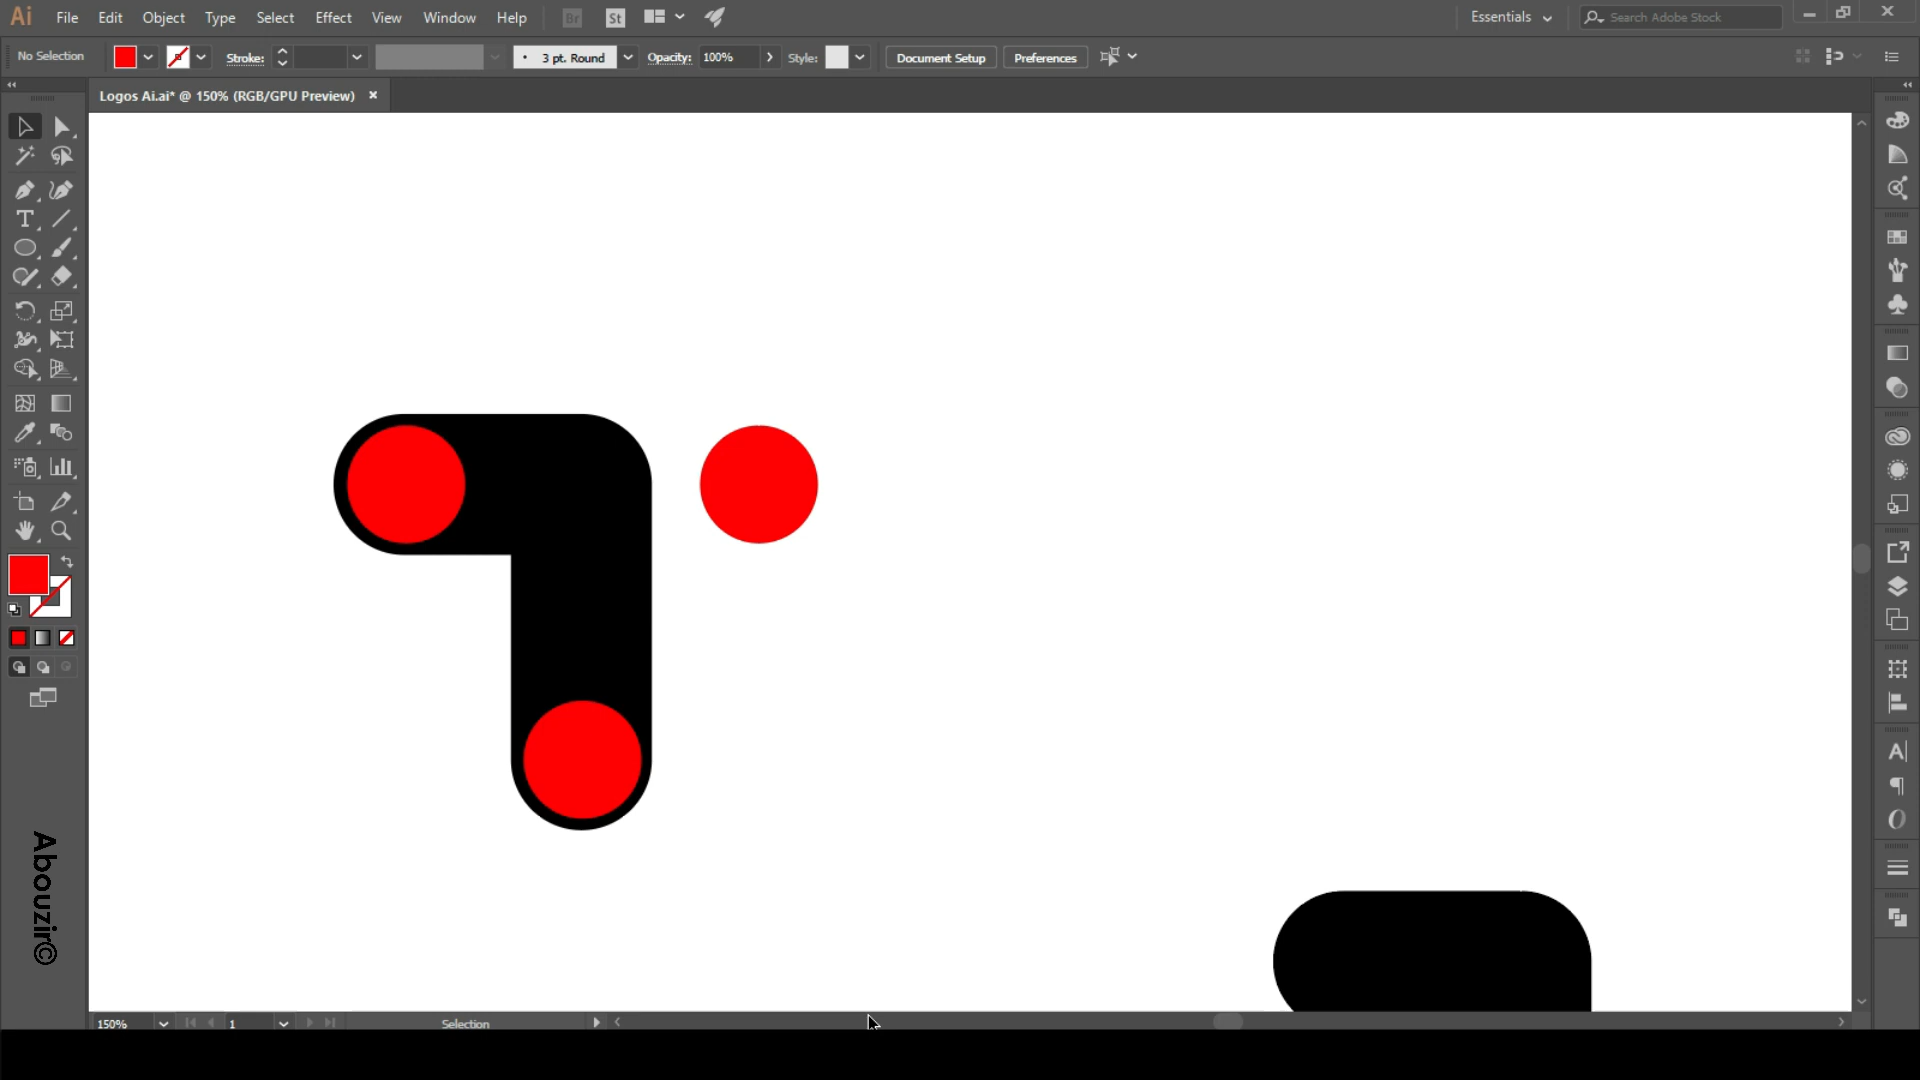 Ai File Edit Object Type Select Effect View Window Help Br St Essentials Search Adobe Stock
No Selection Stroke: 3 pt. Round Opacity: 100% Style: Document Setup Preferences
Logos Ai.ai* @ 150% (RGB/GPU Preview)
Abouzir©
150% 1 Selection